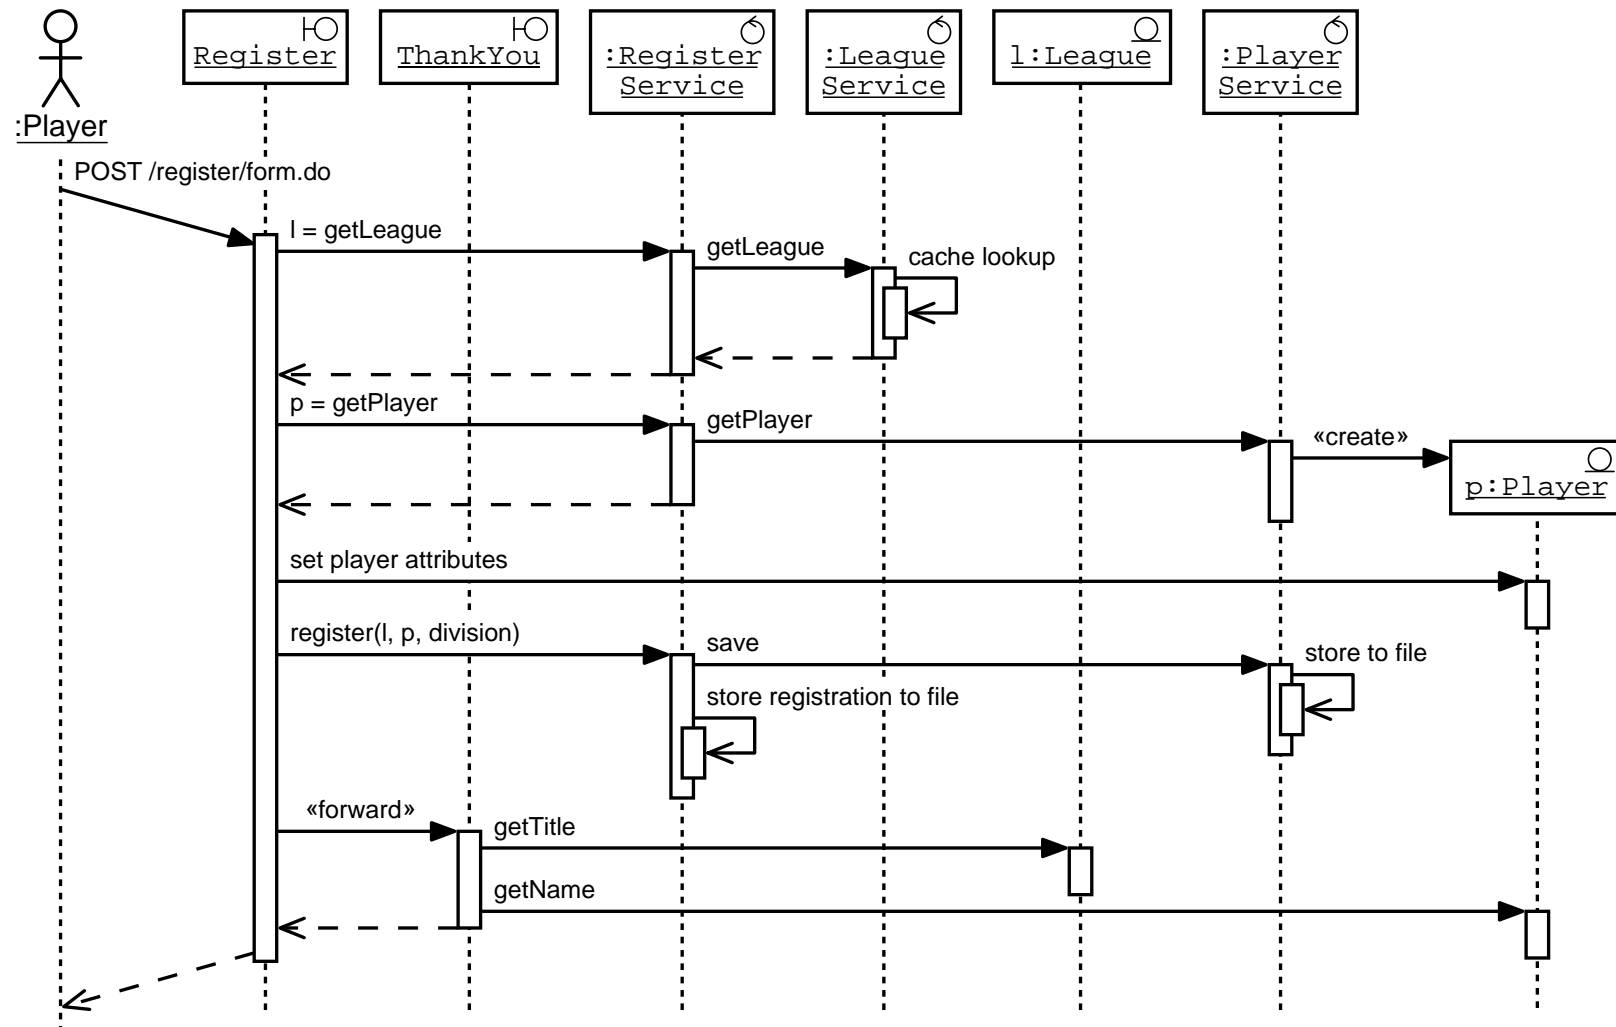 Register
ThankYou
:Register
Service
:League
Service
l:League
:Player
Service
:Player
POST /register/form.do
l = getLeague
getLeague
cache lookup
p = getPlayer
getPlayer
«create»
p:Player
set player attributes
register(l, p, division)
save
store to file
store registration to file
«forward»
getTitle
getName